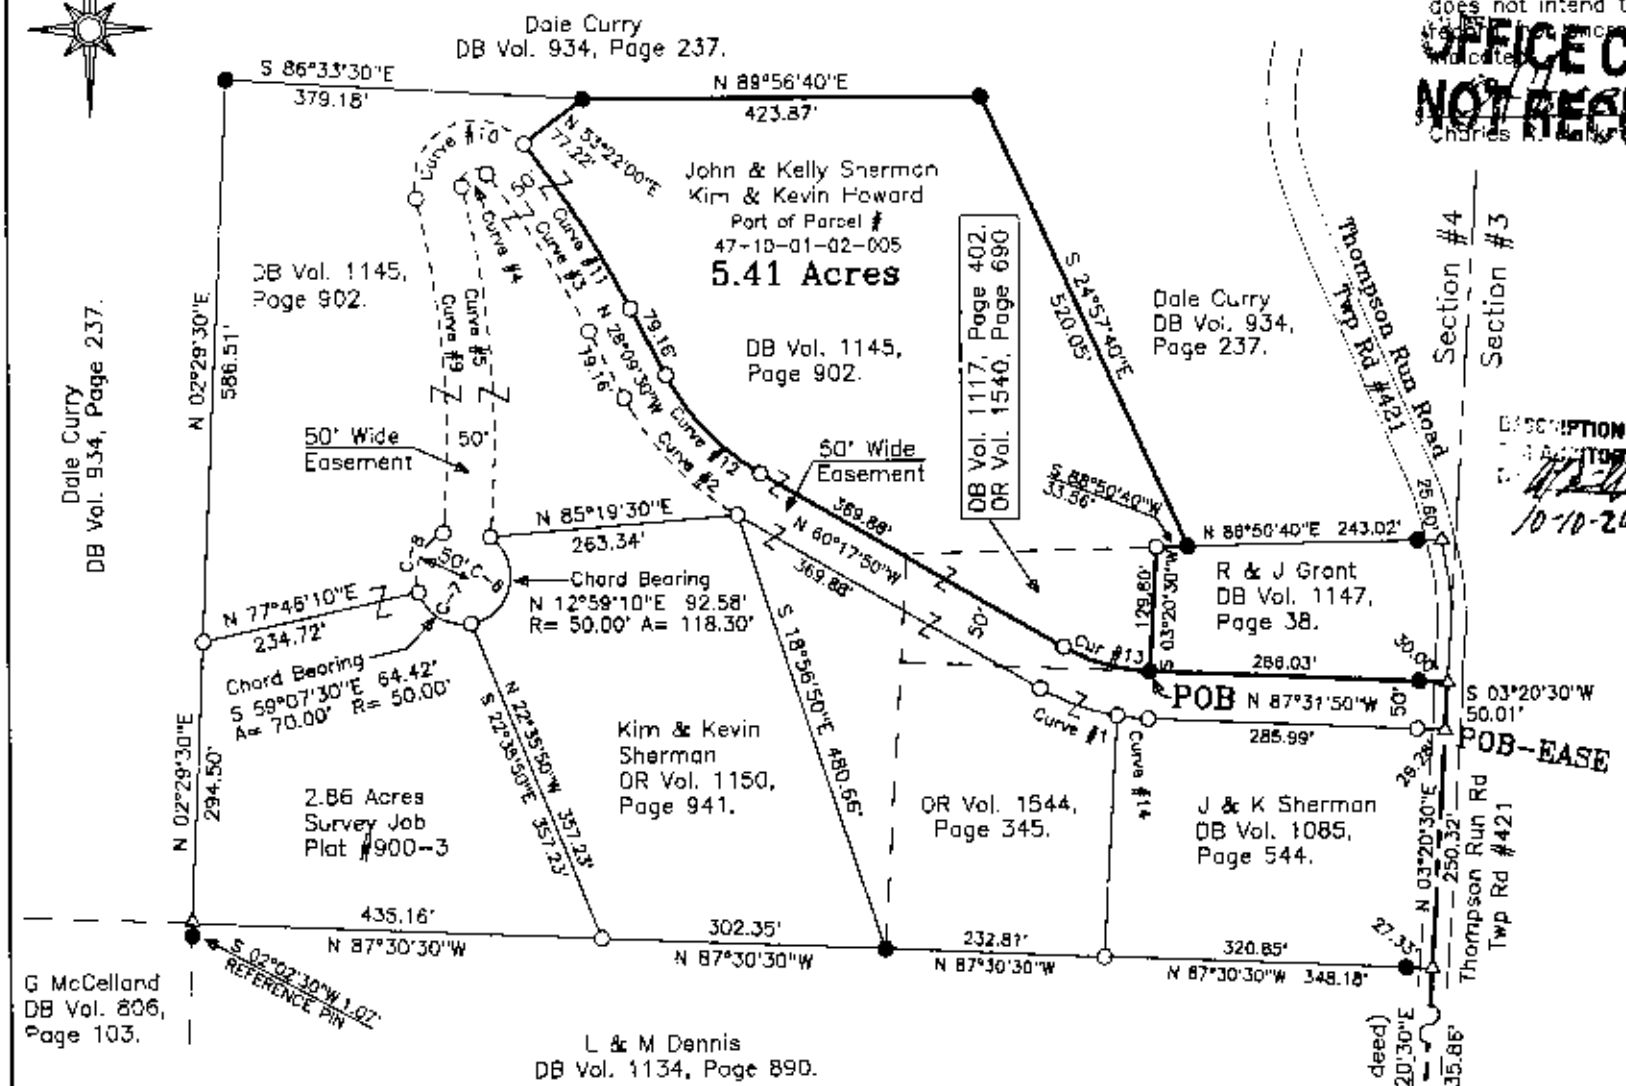 Dale Curry
DB Vol. 934, Page 237.
does not intend t
OFFICE C
NOT REC
Charles R.
S 86°33'30"E
379.18'
N 89°56'40"E
423.87'
N 53°22'00"E
77.22'
Curve #10
50'
Curve #11
Curve #3
Curve #4
Curve #5
Curve #9
John & Kelly Sherman
Kim & Kevin Howard
Part of Parcel #
47-10-01-02-005
5.41 Acres
DB Vol. 1145,
Page 902.
DB Vol. 1145,
Page 902.
DB Vol. 1117, Page 402.
OR Vol. 1540, Page 690
S 24°57'40"E
520.05'
Dale Curry
DB Vol. 934,
Page 237.
Thompson Run Road
Twp Rd #421
Section #4
Section #3
Dale Curry
DB Vol. 934, Page 237.
N 02°29'30"E
586.51'
79.16'
N 28°09'30"W
79.16'
Curve #12
Curve #2
50' Wide
Easement
50'
50' Wide
Easement
DESCRIPTION
10-10-20
25.60'
S 88°50'40"W
33.56'
N 88°50'40"E 243.02'
N 85°19'30"E
263.34'
369.88'
N 60°17'50"W
369.88'
50'
C-8
50'
C-6
C-7
Chord Bearing
N 12°59'10"E 92.58'
R= 50.00' A= 118.30'
129.80'
S 03°20'30"W
R & J Grant
DB Vol. 1147,
Page 38.
N 77°46'10"E
234.72'
Chord Bearing
S 59°07'30"E 64.42'
A= 70.00' R= 50.00'
Cur #13
286.03'
30.00'
POB
N 87°31'50"W
50'
S 03°20'30"W
50.01'
POB-EASE
285.99'
28.28'
Curve #1
Curve #14
N 02°29'30"E
294.50'
N 22°35'50"W 357.23'
S 22°38'50"E 357.23'
S 18°56'50"E 480.66'
Kim & Kevin
Sherman
OR Vol. 1150,
Page 941.
2.86 Acres
Survey Job
Plat #900-3
OR Vol. 1544,
Page 345.
J & K Sherman
DB Vol. 1085,
Page 544.
N 03°20'30"E
250.32'
Thompson Run Rd
Twp Rd #421
435.16'
N 87°30'30"W
302.35'
N 87°30'30"W
232.81'
N 87°30'30"W
320.85'
N 87°30'30"W 348.18'
27.33'
S 02°02'30"W 1.07'
REFERENCE PIN
G McCelland
DB Vol. 806,
Page 103.
L & M Dennis
DB Vol. 1134, Page 890.
deed)
20'30"E
35.86'